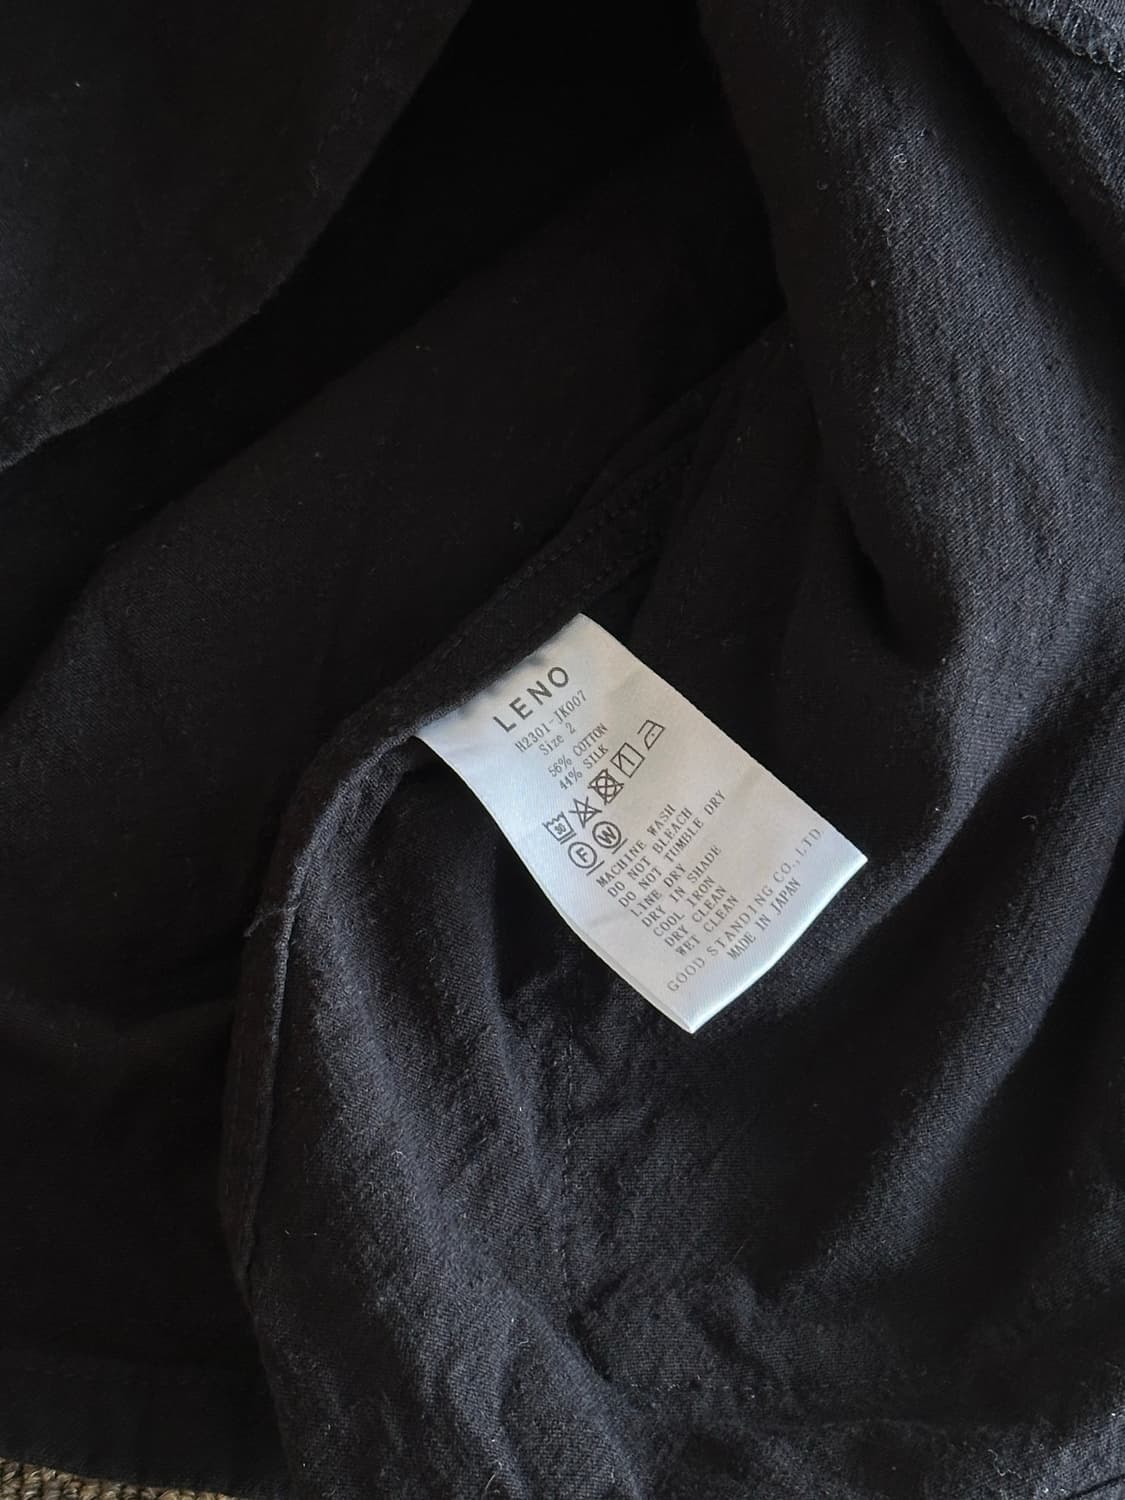 LENO
H2301-JK007
Size 2
56% COTTON
44% SILK
30
F W
MACHINE WASH
DO NOT BLEACH
DO NOT TUMBLE DRY
LINE DRY
DRY IN SHADE
COOL IRON
DRY CLEAN
WET CLEAN
GOOD STANDING CO., LTD.
MADE IN JAPAN